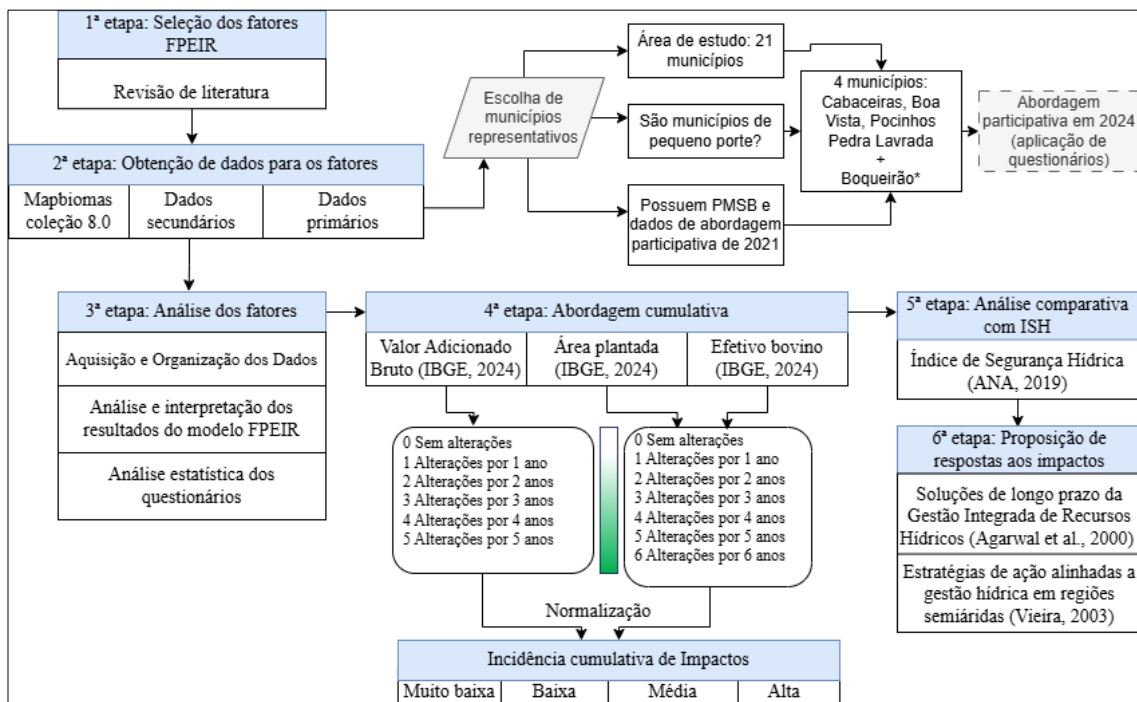 1ª etapa: Seleção dos fatores
FPEIR
Revisão de literatura
2ª etapa: Obtenção de dados para os fatores
Mapbiomas
coleção 8.0
Dados
secundários
Dados
primários
Escolha de
municípios
representativos
Área de estudo: 21
municípios
São municípios de
pequeno porte?
Possuem PMSB e
dados de abordagem
participativa de 2021
4 municípios:
Cabaceiras, Boa
Vista, Pocinhos
Pedra Lavrada
+
Boqueirão*
Abordagem
participativa em 2024
(aplicação de
questionários)
3ª etapa: Análise dos fatores
Aquisição e Organização dos Dados
Análise e interpretação dos
resultados do modelo FPEIR
Análise estatística dos
questionários
4ª etapa: Abordagem cumulativa
Valor Adicionado
Bruto (IBGE, 2024)
Área plantada
(IBGE, 2024)
Efetivo bovino
(IBGE, 2024)
0 Sem alterações
1 Alterações por 1 ano
2 Alterações por 2 anos
3 Alterações por 3 anos
4 Alterações por 4 anos
5 Alterações por 5 anos
0 Sem alterações
1 Alterações por 1 ano
2 Alterações por 2 anos
3 Alterações por 3 anos
4 Alterações por 4 anos
5 Alterações por 5 anos
6 Alterações por 6 anos
Normalização
Incidência cumulativa de Impactos
Muito baixa
Baixa
Média
Alta
5ª etapa: Análise comparativa
com ISH
Índice de Segurança Hídrica
(ANA, 2019)
6ª etapa: Proposição de
respostas aos impactos
Soluções de longo prazo da
Gestão Integrada de Recursos
Hídricos (Agarwal et al., 2000)
Estratégias de ação alinhadas a
gestão hídrica em regiões
semiáridas (Vieira, 2003)